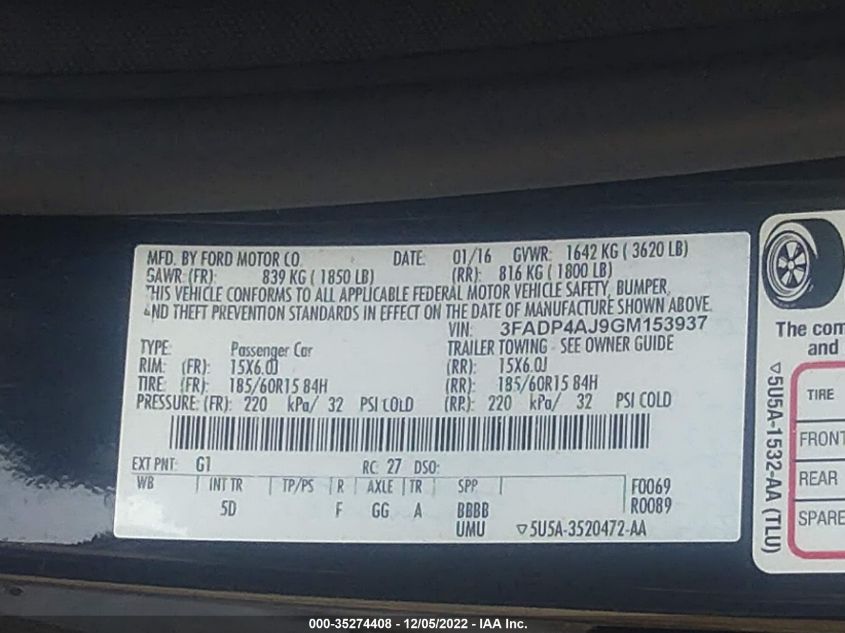 MFD. BY FORD MOTOR CO. DATE: 01/16 GVWR: 1642 KG ( 3620 LB)
GAWR: (FR): 839 KG ( 1850 LB) (RR): 816 KG ( 1800 LB)
THIS VEHICLE CONFORMS TO ALL APPLICABLE FEDERAL MOTOR VEHICLE SAFETY, BUMPER,
AND THEFT PREVENTION STANDARDS IN EFFECT ON THE DATE OF MANUFACTURE SHOWN ABOVE.
VIN: 3FADP4AJ9GM153937
TYPE: Passenger Car TRAILER TOWING - SEE OWNER GUIDE
RIM: (FR): 15X6.0J (RR): 15X6.0J
TIRE: (FR): 185/60R15 84H (RR): 185/60R15 84H
PRESSURE: (FR): 220 kPa/ 32 PSI COLD (RR): 220 kPa/ 32 PSI COLD
EXT PNT: G1 RC: 27 DSO:
WB INT TR TP/PS R AXLE TR SPP F0069
5D F GG A BBBB R0089
UMU ▽5U5A-3520472-AA
The com
and
▽5U5A-1532-AA (TLU)
TIRE
FRONT
REAR
SPARE
000-35274408 - 12/05/2022 - IAA Inc.